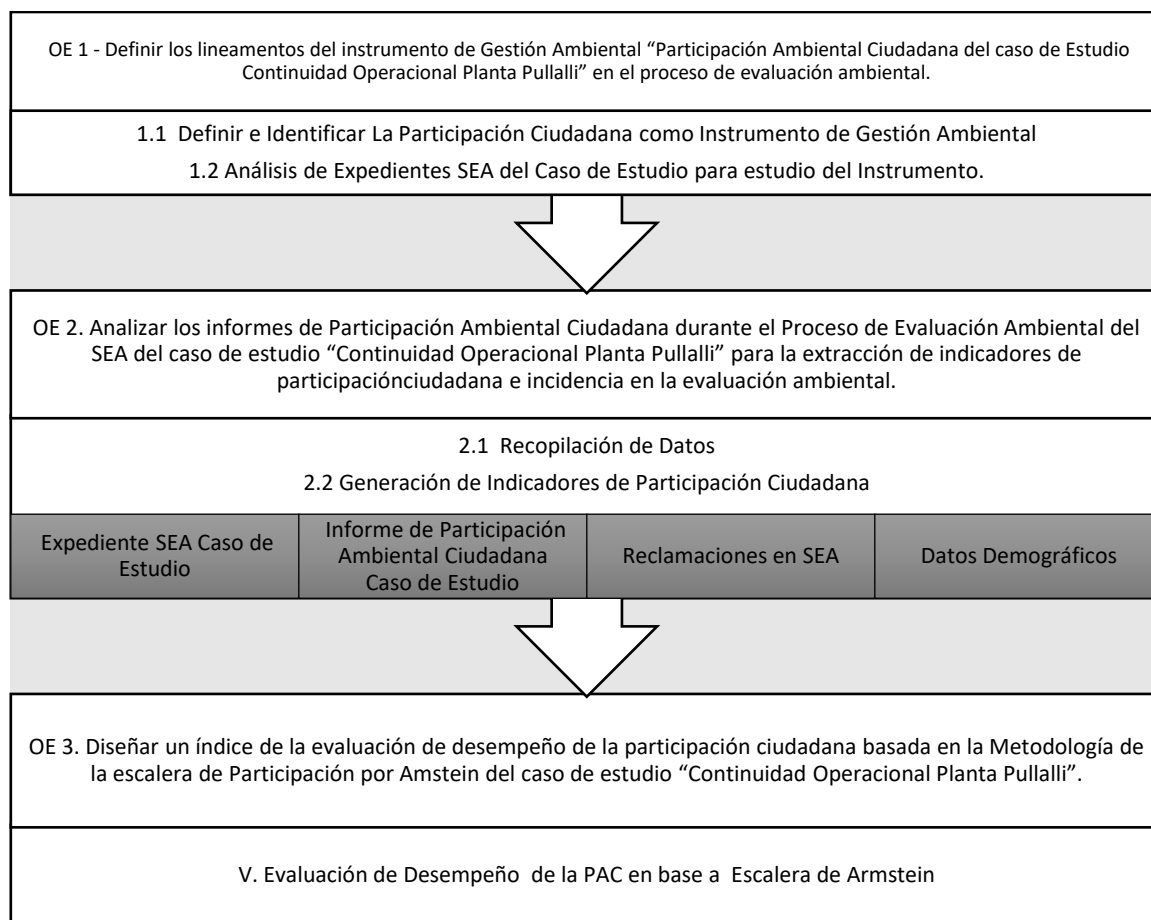 OE 1 - Definir los lineamentos del instrumento de Gestión Ambiental “Participación Ambiental Ciudadana del caso de Estudio
Continuidad Operacional Planta Pullalli” en el proceso de evaluación ambiental.
1.1 Definir e Identificar La Participación Ciudadana como Instrumento de Gestión Ambiental
1.2 Análisis de Expedientes SEA del Caso de Estudio para estudio del Instrumento.
OE 2. Analizar los informes de Participación Ambiental Ciudadana durante el Proceso de Evaluación Ambiental del
SEA del caso de estudio “Continuidad Operacional Planta Pullalli” para la extracción de indicadores de
participaciónciudadana e incidencia en la evaluación ambiental.
2.1 Recopilación de Datos
2.2 Generación de Indicadores de Participación Ciudadana
Expediente SEA Caso de
Estudio
Informe de Participación
Ambiental Ciudadana
Caso de Estudio
Reclamaciones en SEA
Datos Demográficos
OE 3. Diseñar un índice de la evaluación de desempeño de la participación ciudadana basada en la Metodología de
la escalera de Participación por Amstein del caso de estudio “Continuidad Operacional Planta Pullalli”.
V. Evaluación de Desempeño de la PAC en base a Escalera de Armstein